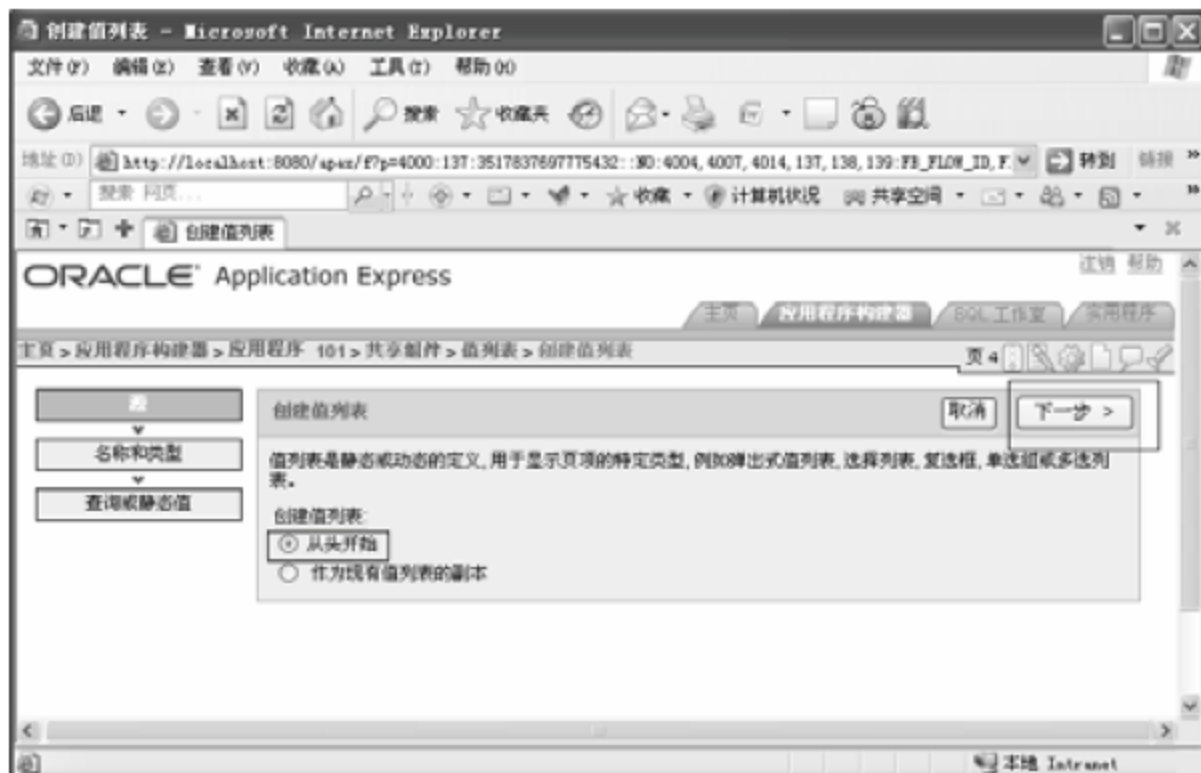 创建值列表 - Microsoft Internet Explorer
文件(F) 编辑(E) 查看(V) 收藏(A) 工具(T) 帮助(H)
后退 搜索 收藏夹
地址(D) http://localhost:8080/apex/f?p=4000:137:3517837697775432::NO:4004,4007,4014,137,138,139:FB_FLOW_ID,F 转到 链接 »
搜索 网页... 收藏 计算机状况 共享空间 »
创建值列表
ORACLE Application Express
注销 帮助
主页 应用程序构建器 SQL 工作室 实用程序
主页 > 应用程序构建器 > 应用程序 101 > 共享组件 > 值列表 > 创建值列表
页 4
源
名称和类型
查询或静态值
创建值列表
取消 下一步 >
值列表是静态或动态的定义, 用于显示页项的特定类型, 例如弹出式值列表, 选择列表, 复选框, 单选组或多选列
表。
创建值列表:
从头开始
作为现有值列表的副本
本地 Intranet